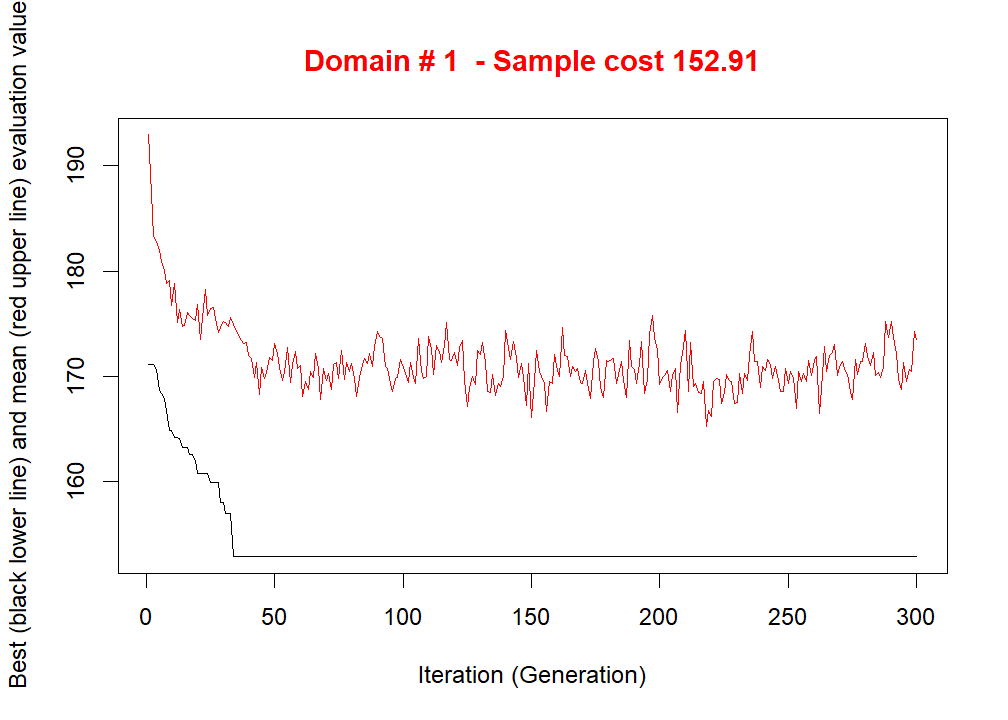 Domain # 1  - Sample cost 152.91
Best (black lower line) and mean (red upper line) evaluation value
190
180
170
160
0 50 100 150 200 250 300
Iteration (Generation)